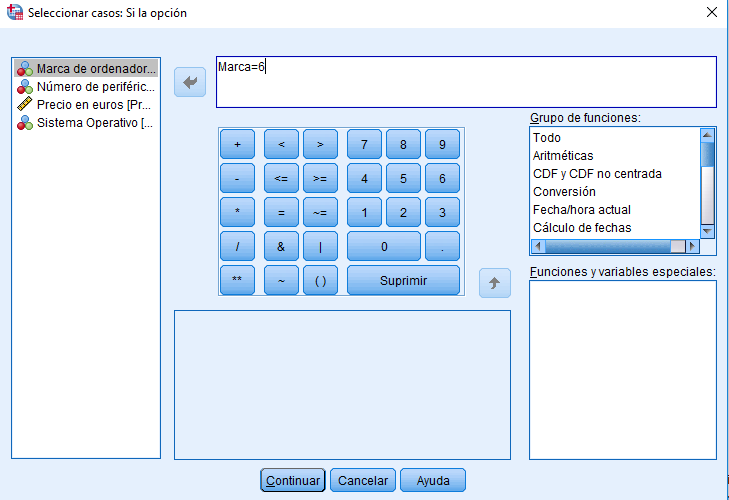 Seleccionar casos: Si la opción
Marca de ordenador...
Número de periféric...
Precio en euros [Pr...
Sistema Operativo [...
Marca=6
+ < > 7 8 9
- <= >= 4 5 6
* = ~= 1 2 3
/ & | 0 .
** ~ ( ) Suprimir
Grupo de funciones:
Todo
Aritméticas
CDF y CDF no centrada
Conversión
Fecha/hora actual
Cálculo de fechas
Funciones y variables especiales:
Continuar Cancelar Ayuda